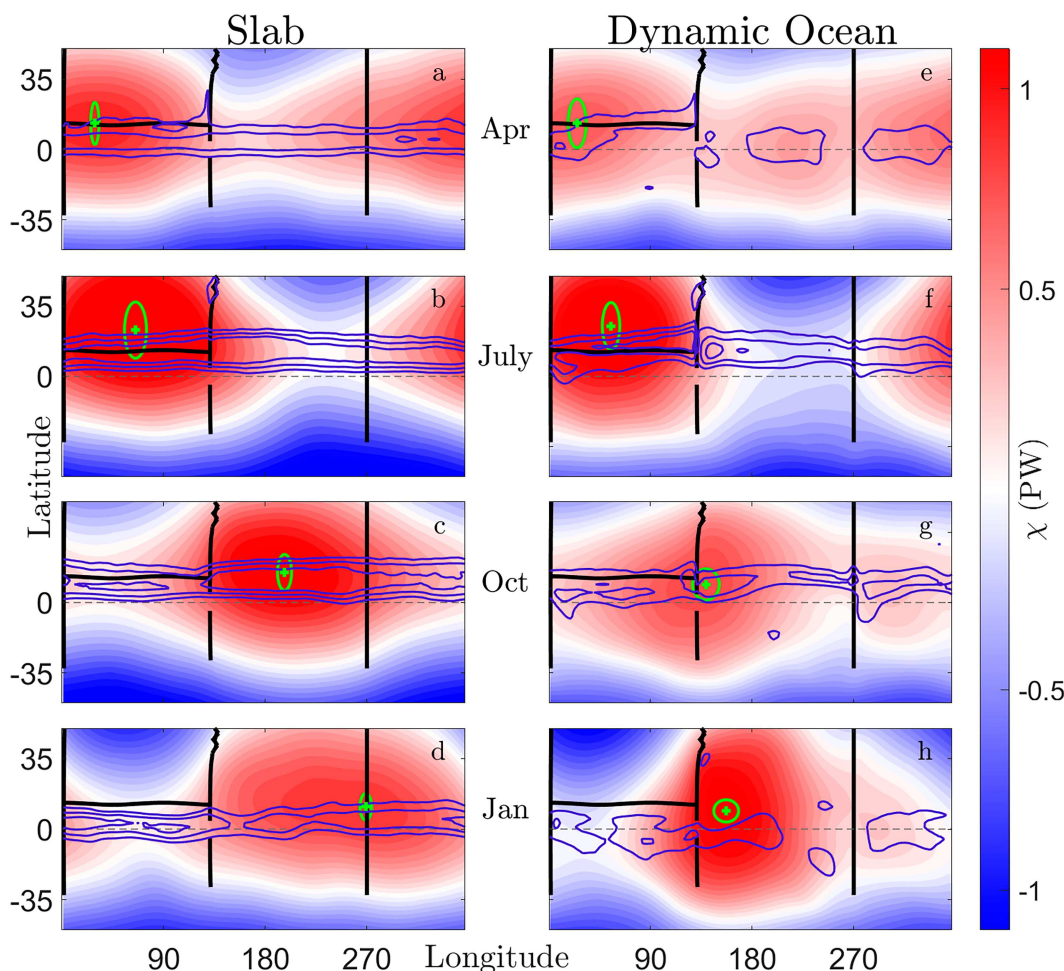 Slab Dynamic Ocean
a e
35
0
-35
Apr
b f
35
0
-35
July
c g
35
0
-35
Oct
d h
35
0
-35
Jan
90 180 270 90 180 270
Latitude
Longitude
1
0.5
-0.5
-1
χ (PW)